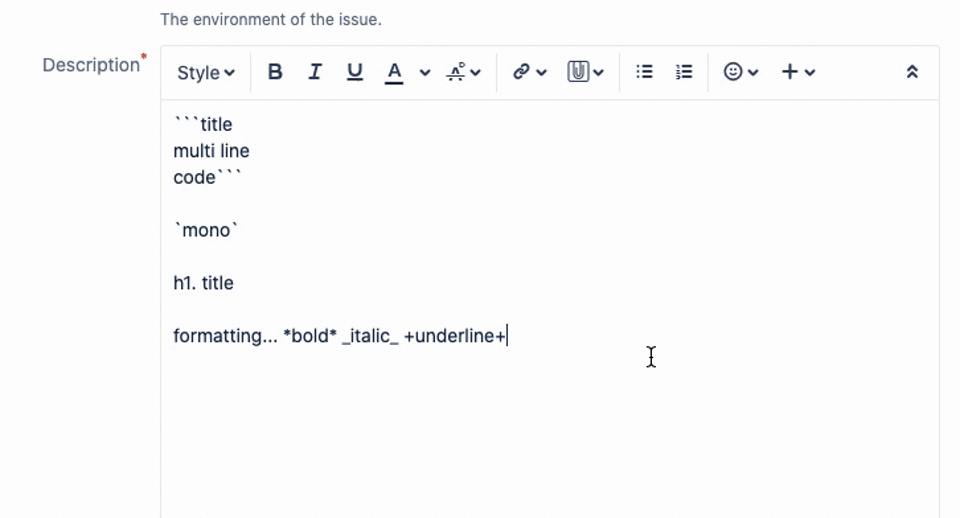 The environment of the issue.
Description*
Style B I U A
```title
multi line
code```
`mono`
h1. title
formatting... *bold* _italic_ +underline+